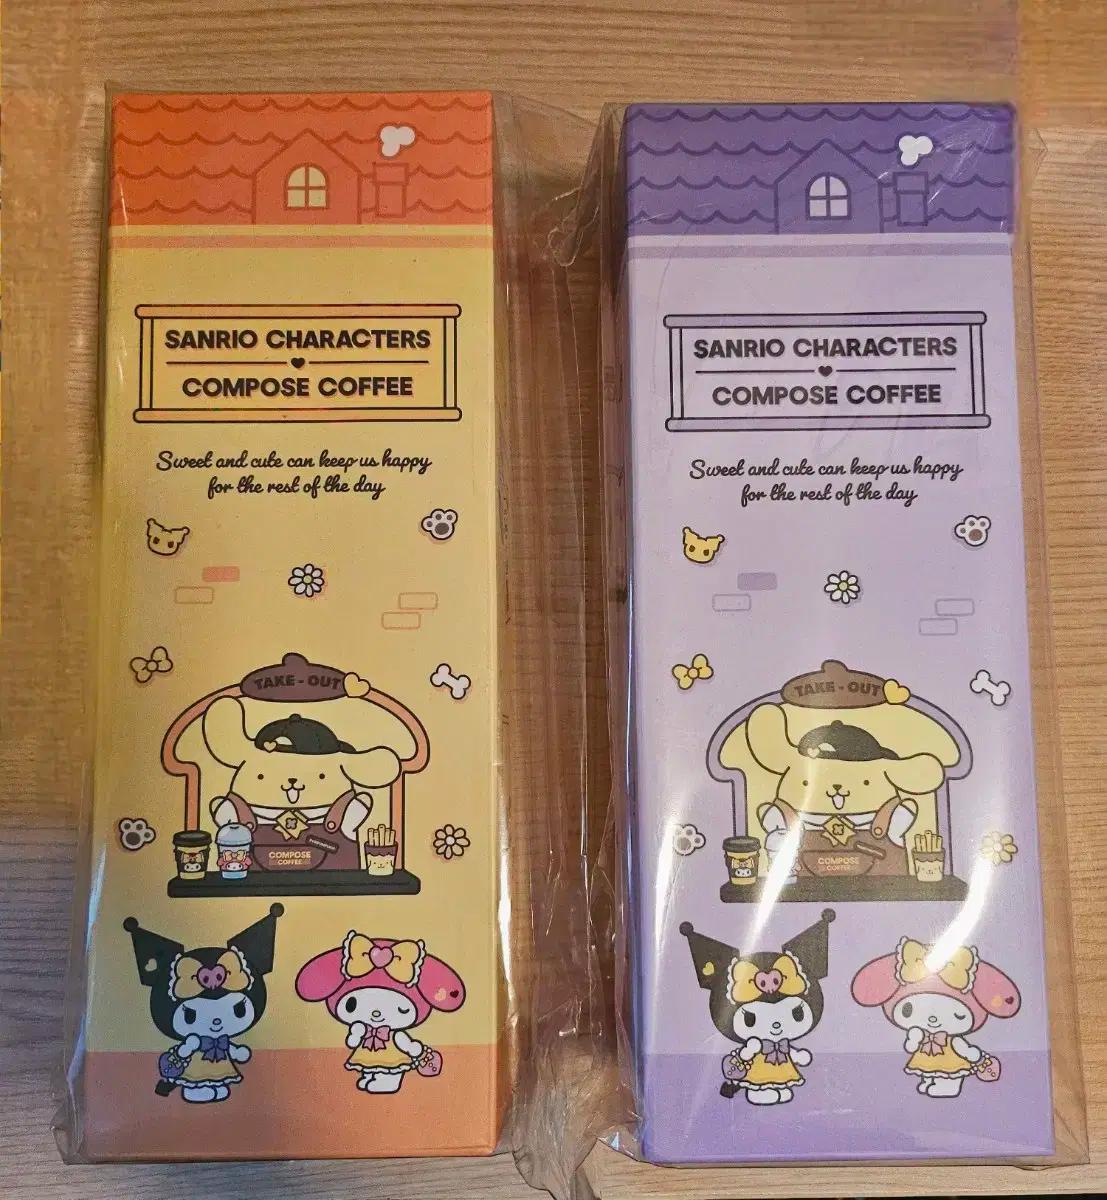 SANRIO CHARACTERS
COMPOSE COFFEE
Sweet and cute can keep us happy
for the rest of the day
TAKE-OUT
COMPOSE
COFFEE
SANRIO CHARACTERS
COMPOSE COFFEE
Sweet and cute can keep us happy
for the rest of the day
TAKE-OUT
COMPOSE
COFFEE